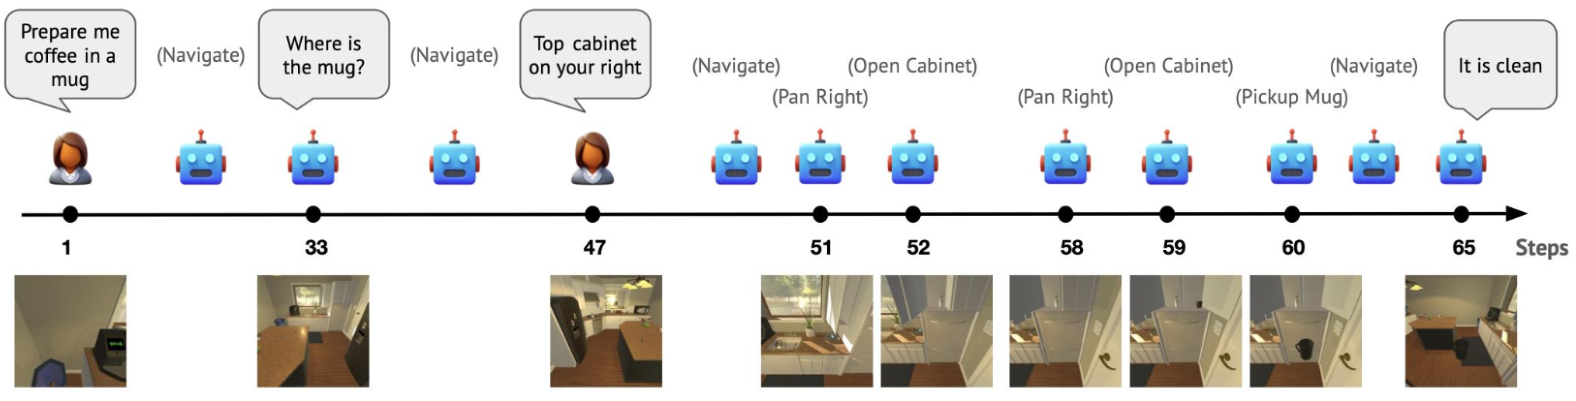 Prepare me
coffee in a
mug
(Navigate)
Where is
the mug?
(Navigate)
Top cabinet
on your right
(Navigate)
(Pan Right)
(Open Cabinet)
(Pan Right)
(Open Cabinet)
(Pickup Mug)
(Navigate)
It is clean
1
33
47
51
52
58
59
60
65
Steps